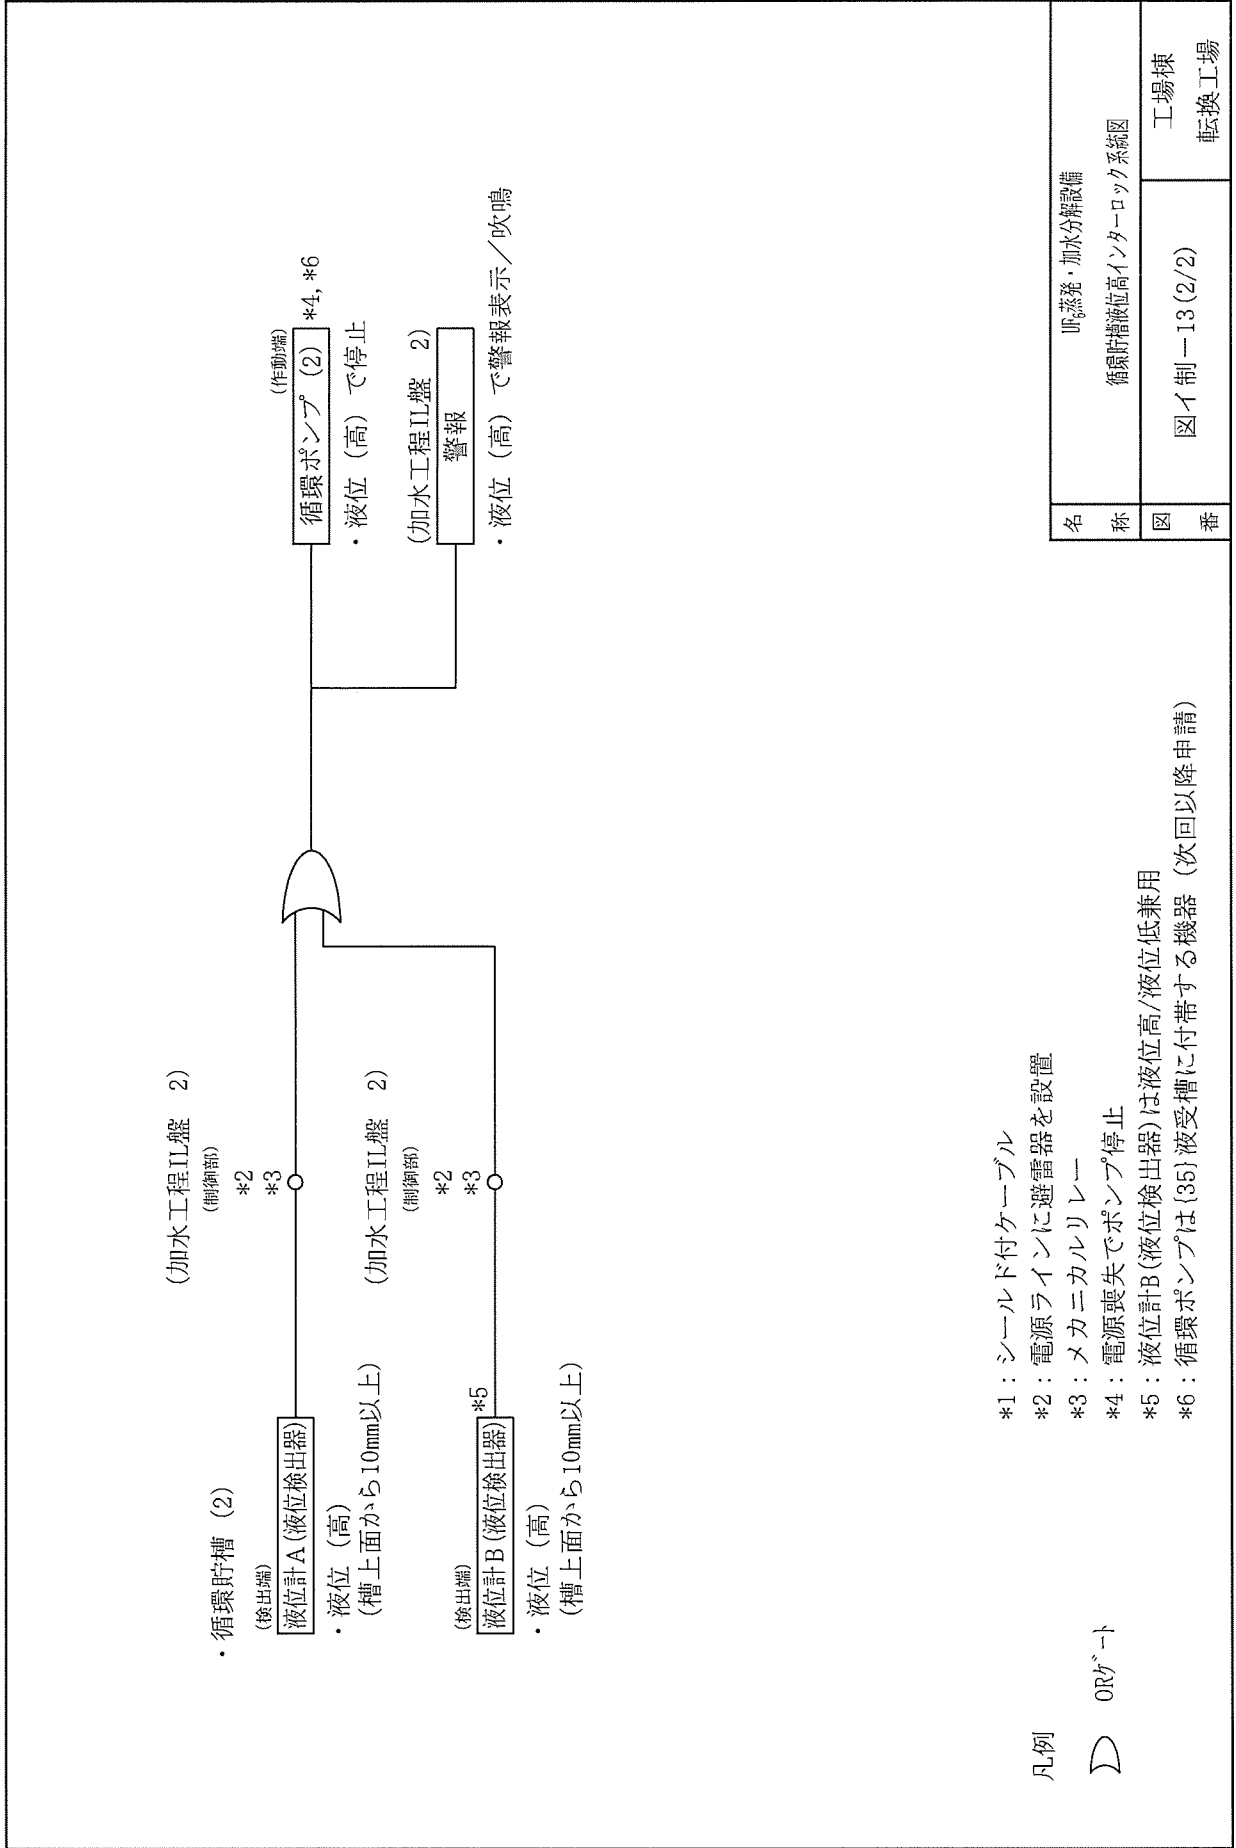 ・循環貯槽 (2)
(検出端)
液位計A(液位検出器)
・液位 (高)
(槽上面から10mm以上)
(加水工程IL盤 2)
(制御部)
*2
*3
(検出端)
液位計B(液位検出器)
*5
・液位 (高)
(槽上面から10mm以上)
(加水工程IL盤 2)
(制御部)
*2
*3
(作動端)
循環ポンプ (2)
*4, *6
・液位 (高) で停止
(加水工程IL盤 2)
警報
・液位 (高) で警報表示/吹鳴
凡例
ORゲート
*1:シールド付ケーブル
*2:電源ラインに避雷器を設置
*3:メカニカルリレー
*4:電源喪失でポンプ停止
*5:液位計B(液位検出器)は液位高/液位低兼用
*6:循環ポンプは{35}液受槽に付帯する機器 (次回以降申請)
名称
UF₆蒸発・加水分解設備
循環貯槽液位高インターロック系統図
図番
図イ制―13(2/2)
工場棟
転換工場